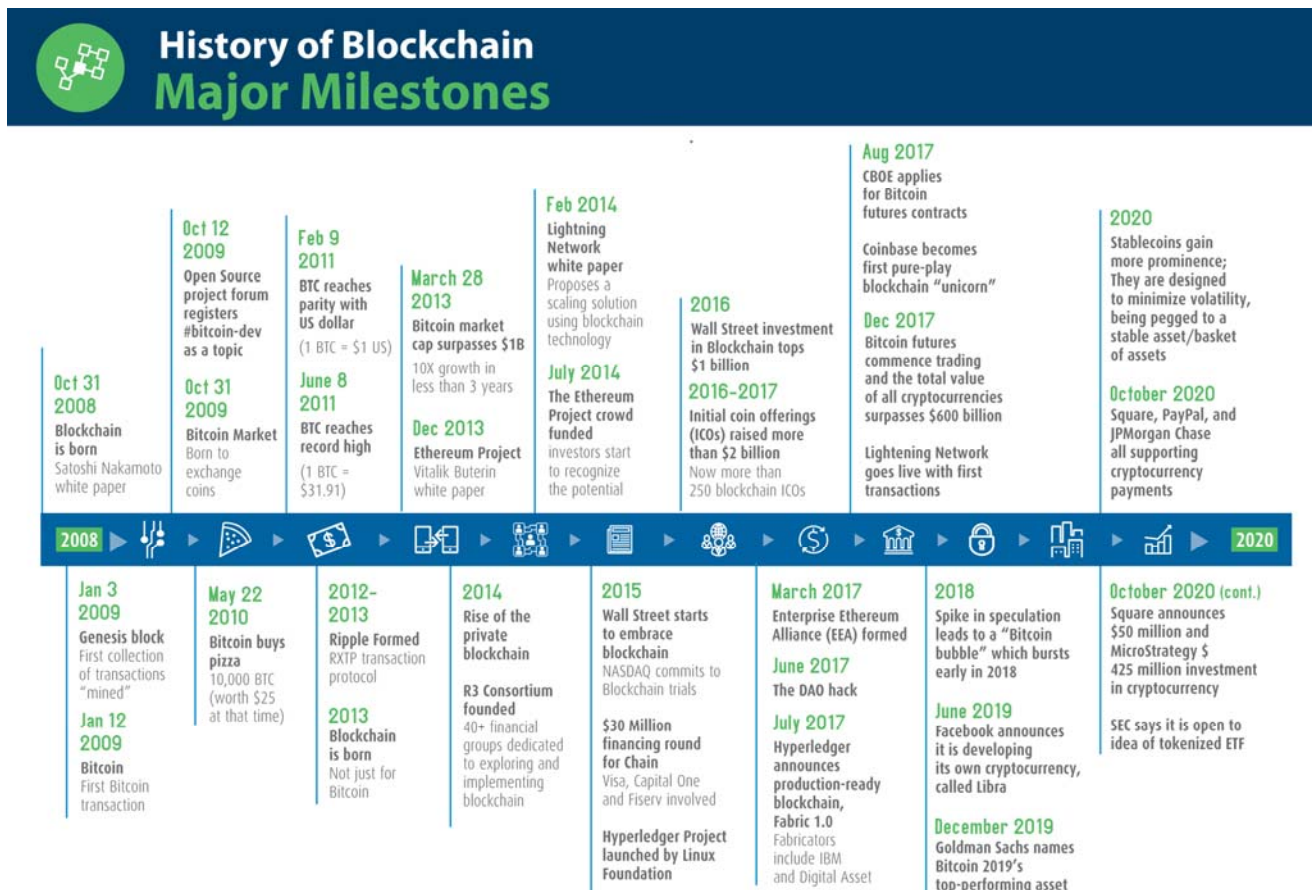 History of Blockchain
Major Milestones
Oct 31
2008
Blockchain
is born
Satoshi Nakamoto
white paper
Oct 12
2009
Open Source
project forum
registers
#bitcoin-dev
as a topic
Oct 31
2009
Bitcoin Market
Born to
exchange
coins
Feb 9
2011
BTC reaches
parity with
US dollar
(1 BTC = $1 US)
June 8
2011
BTC reaches
record high
(1 BTC =
$31.91)
March 28
2013
Bitcoin market
cap surpasses $1B
10X growth in
less than 3 years
Dec 2013
Ethereum Project
Vitalik Buterin
white paper
Feb 2014
Lightning
Network
white paper
Proposes a
scaling solution
using blockchain
technology
July 2014
The Ethereum
Project crowd
funded
investors start
to recognize
the potential
2016
Wall Street investment
in Blockchain tops
$1 billion
2016-2017
Initial coin offerings
(ICOs) raised more
than $2 billion
Now more than
250 blockchain ICOs
Aug 2017
CBOE applies
for Bitcoin
futures contracts
Coinbase becomes
first pure-play
blockchain “unicorn”
Dec 2017
Bitcoin futures
commence trading
and the total value
of all cryptocurrencies
surpasses $600 billion
Lightening Network
goes live with first
transactions
2020
Stablecoins gain
more prominence;
They are designed
to minimize volatility,
being pegged to a
stable asset/basket
of assets
October 2020
Square, PayPal, and
JPMorgan Chase
all supporting
cryptocurrency
payments
2008
2020
Jan 3
2009
Genesis block
First collection
of transactions
“mined”
Jan 12
2009
Bitcoin
First Bitcoin
transaction
May 22
2010
Bitcoin buys
pizza
10,000 BTC
(worth $25
at that time)
2012-
2013
Ripple Formed
RXTP transaction
protocol
2013
Blockchain
is born
Not just for
Bitcoin
2014
Rise of the
private
blockchain
R3 Consortium
founded
40+ financial
groups dedicated
to exploring and
implementing
blockchain
2015
Wall Street starts
to embrace
blockchain
NASDAQ commits to
Blockchain trials
$30 Million
financing round
for Chain
Visa, Capital One
and Fiserv involved
Hyperledger Project
launched by Linux
Foundation
March 2017
Enterprise Ethereum
Alliance (EEA) formed
June 2017
The DAO hack
July 2017
Hyperledger
announces
production-ready
blockchain,
Fabric 1.0
Fabricators
include IBM
and Digital Asset
2018
Spike in speculation
leads to a “Bitcoin
bubble” which bursts
early in 2018
June 2019
Facebook announces
it is developing
its own cryptocurrency,
called Libra
December 2019
Goldman Sachs names
Bitcoin 2019’s
top-performing asset
October 2020 (cont.)
Square announces
$50 million and
MicroStrategy $
425 million investment
in cryptocurrency
SEC says it is open to
idea of tokenized ETF